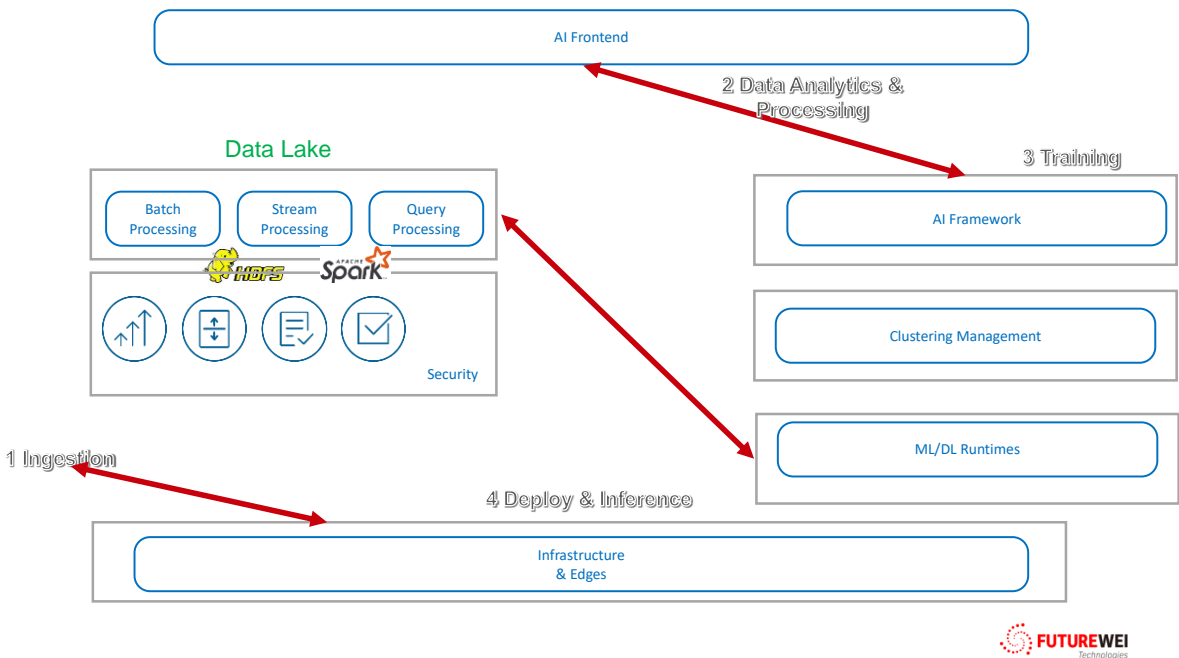 AI Frontend
2 Data Analytics &
Processing
Data Lake
3 Training
Batch
Processing
Stream
Processing
Query
Processing
AI Framework
HDFS
APACHE
Spark
Clustering Management
Security
ML/DL Runtimes
1 Ingestion
4 Deploy & Inference
Infrastructure
& Edges
FUTUREWEI
Technologies